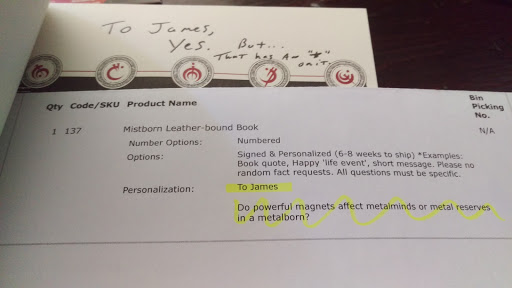 To James,
Yes. But...
That has A "*"
on it
Qty Code/SKU Product Name Bin Picking No.
1 137 Mistborn Leather-bound Book N/A
Number Options: Numbered
Options: Signed & Personalized (6-8 weeks to ship) *Examples:
Book quote, Happy 'life event', short message. Please no
random fact requests. All questions must be specific.
Personalization: To James
Do powerful magnets affect metalminds or metal reserves
in a metalborn?